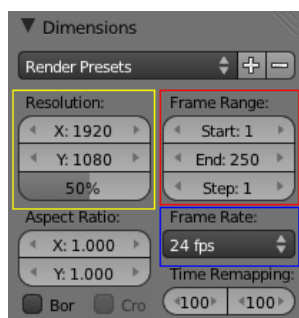 Dimensions
Render Presets
Resolution: Frame Range:
X: 1920 Start: 1
Y: 1080 End: 250
50% Step: 1
Aspect Ratio: Frame Rate:
X: 1.000 24 fps
Y: 1.000 Time Remapping:
Bor Cro 100 100